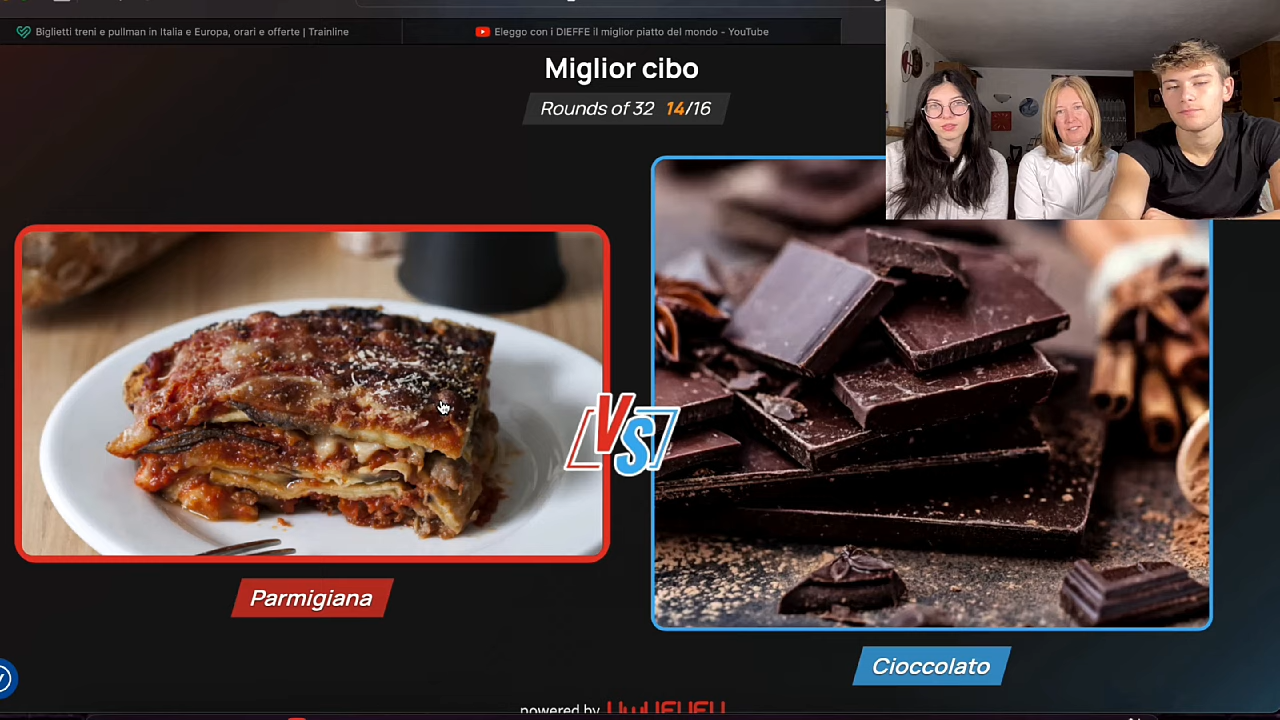 Biglietti treni e pullman in Italia e Europa, orari e offerte | Trainline
Eleggo con i DIEFFE il miglior piatto del mondo - YouTube
Miglior cibo
Rounds of 32 14/16
VS
Parmigiana
Cioccolato
powered by